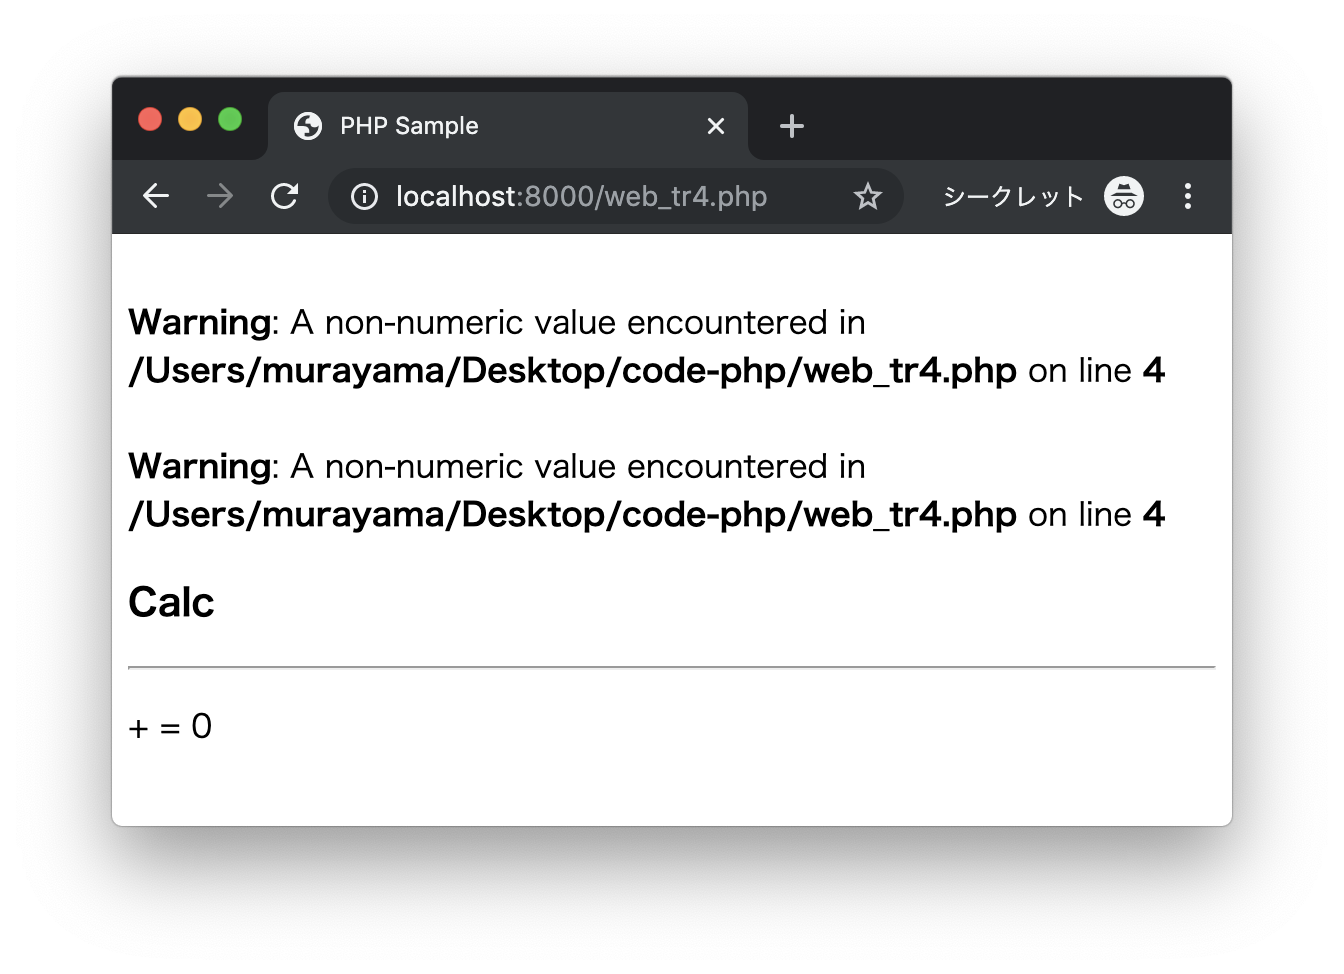 PHP Sample
localhost:8000/web_tr4.php
シークレット
Warning: A non-numeric value encountered in
/Users/murayama/Desktop/code-php/web_tr4.php on line 4
Warning: A non-numeric value encountered in
/Users/murayama/Desktop/code-php/web_tr4.php on line 4
Calc
+ = 0